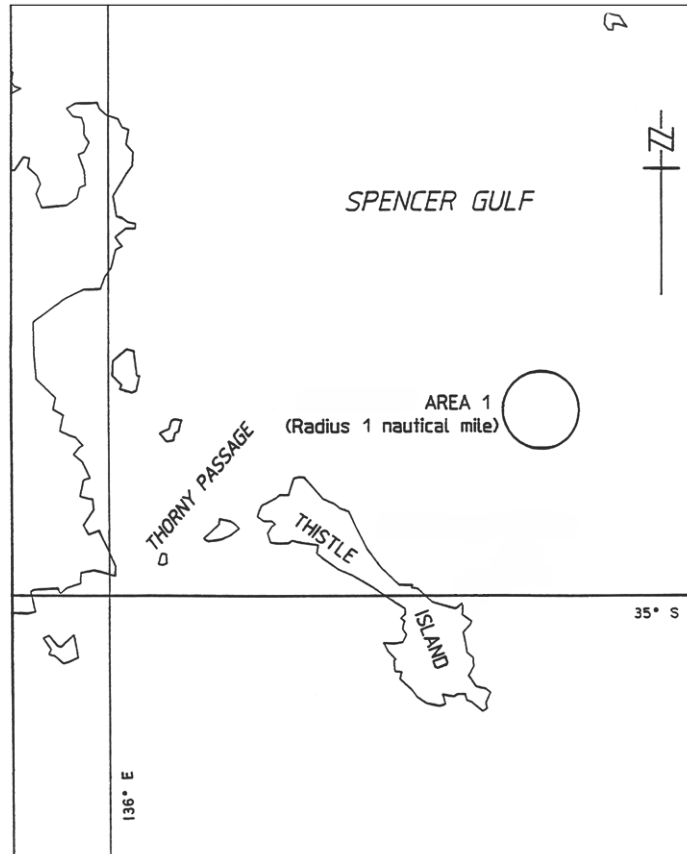 SPENCER GULF
N
AREA 1
(Radius 1 nautical mile)
THORNY PASSAGE
THISTLE
ISLAND
35° S
136° E